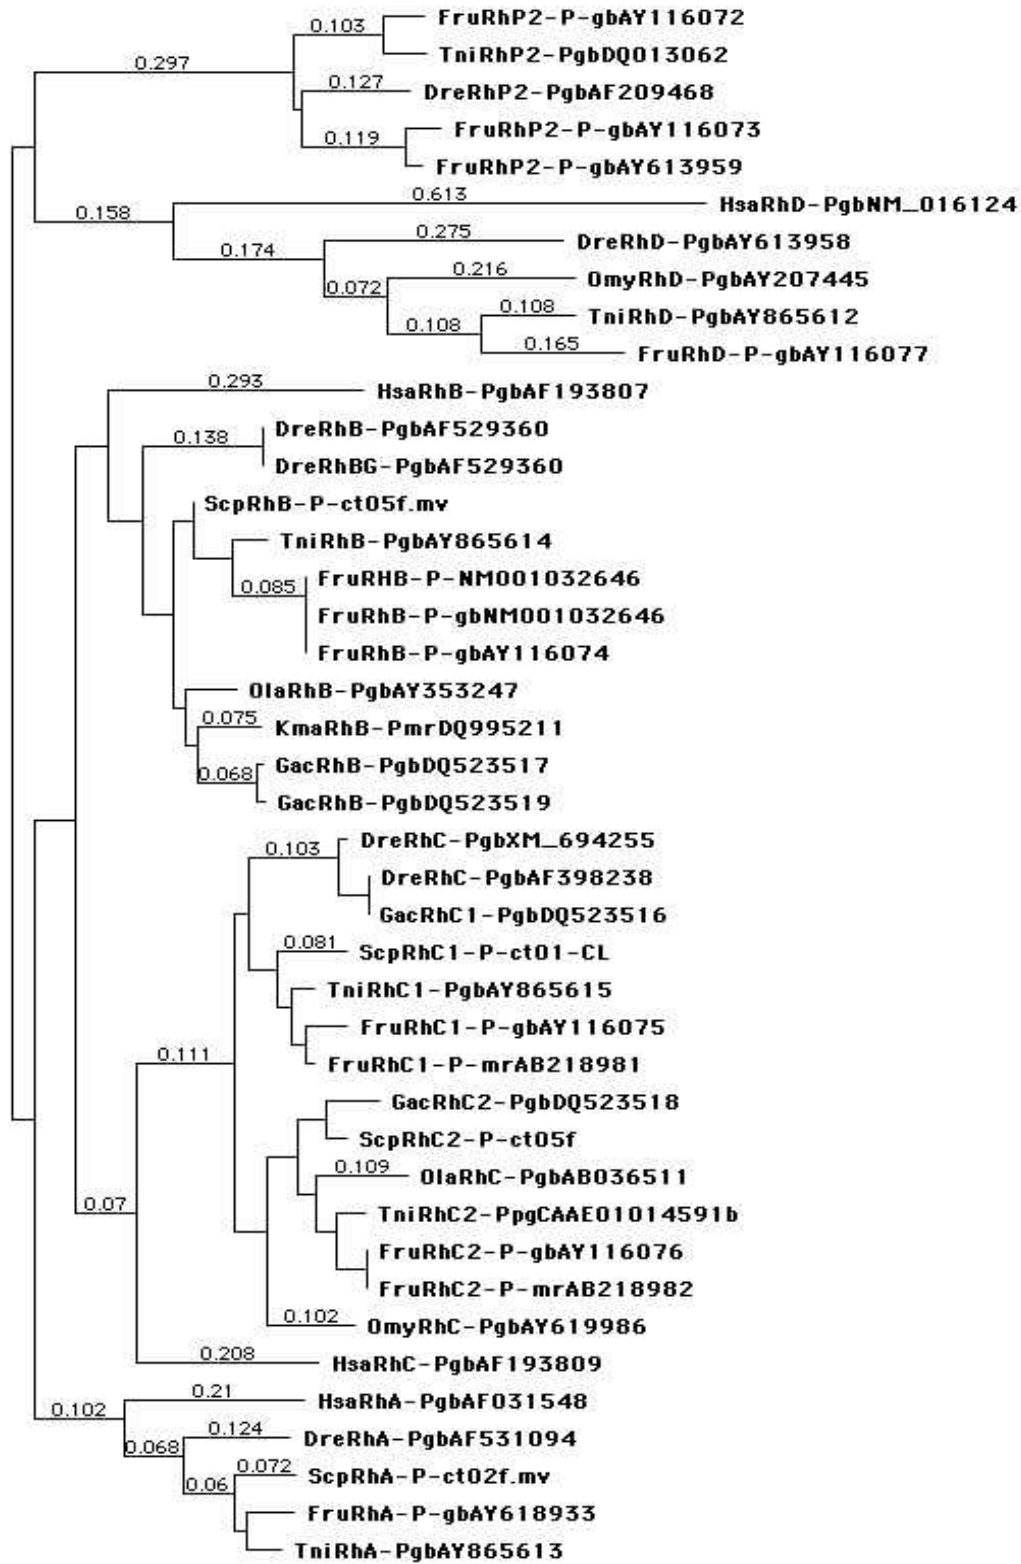 FruRhP2-P-gbAY116072
0.103
TniRhP2-PgbDQ013062
0.297
0.127
DreRhP2-PgbAF209468
FruRhP2-P-gbAY116073
0.119
FruRhP2-P-gbAY613959
0.613
HsaRhD-PgbNM_016124
0.158
0.275
DreRhD-PgbAY613958
0.174
0.216
OmyRhD-PgbAY207445
0.072
0.108
TniRhD-PgbAY865612
0.108
0.165
FruRhD-P-gbAY116077
0.293
HsaRhB-PgbAF193807
DreRhB-PgbAF529360
0.138
DreRhBG-PgbAF529360
ScpRhB-P-ct05f.mv
TniRhB-PgbAY865614
FruRHB-P-NM001032646
0.085
FruRhB-P-gbNM001032646
FruRhB-P-gbAY116074
OlaRhB-PgbAY353247
0.075
KmaRhB-PmrDQ995211
GacRhB-PgbDQ523517
0.068
GacRhB-PgbDQ523519
DreRhC-PgbXM_694255
0.103
DreRhC-PgbAF398238
GacRhC1-PgbDQ523516
0.081
ScpRhC1-P-ct01-CL
TniRhC1-PgbAY865615
FruRhC1-P-gbAY116075
0.111
FruRhC1-P-mrAB218981
GacRhC2-PgbDQ523518
ScpRhC2-P-ct05f
0.109
OlaRhC-PgbAB036511
0.07
TniRhC2-PpgCAAE01014591b
FruRhC2-P-gbAY116076
FruRhC2-P-mrAB218982
0.102
OmyRhC-PgbAY619986
0.208
HsaRhC-PgbAF193809
0.21
HsaRhA-PgbAF031548
0.102
0.124
DreRhA-PgbAF531094
0.068
0.072
ScpRhA-P-ct02f.mv
0.06
FruRhA-P-gbAY618933
TniRhA-PgbAY865613